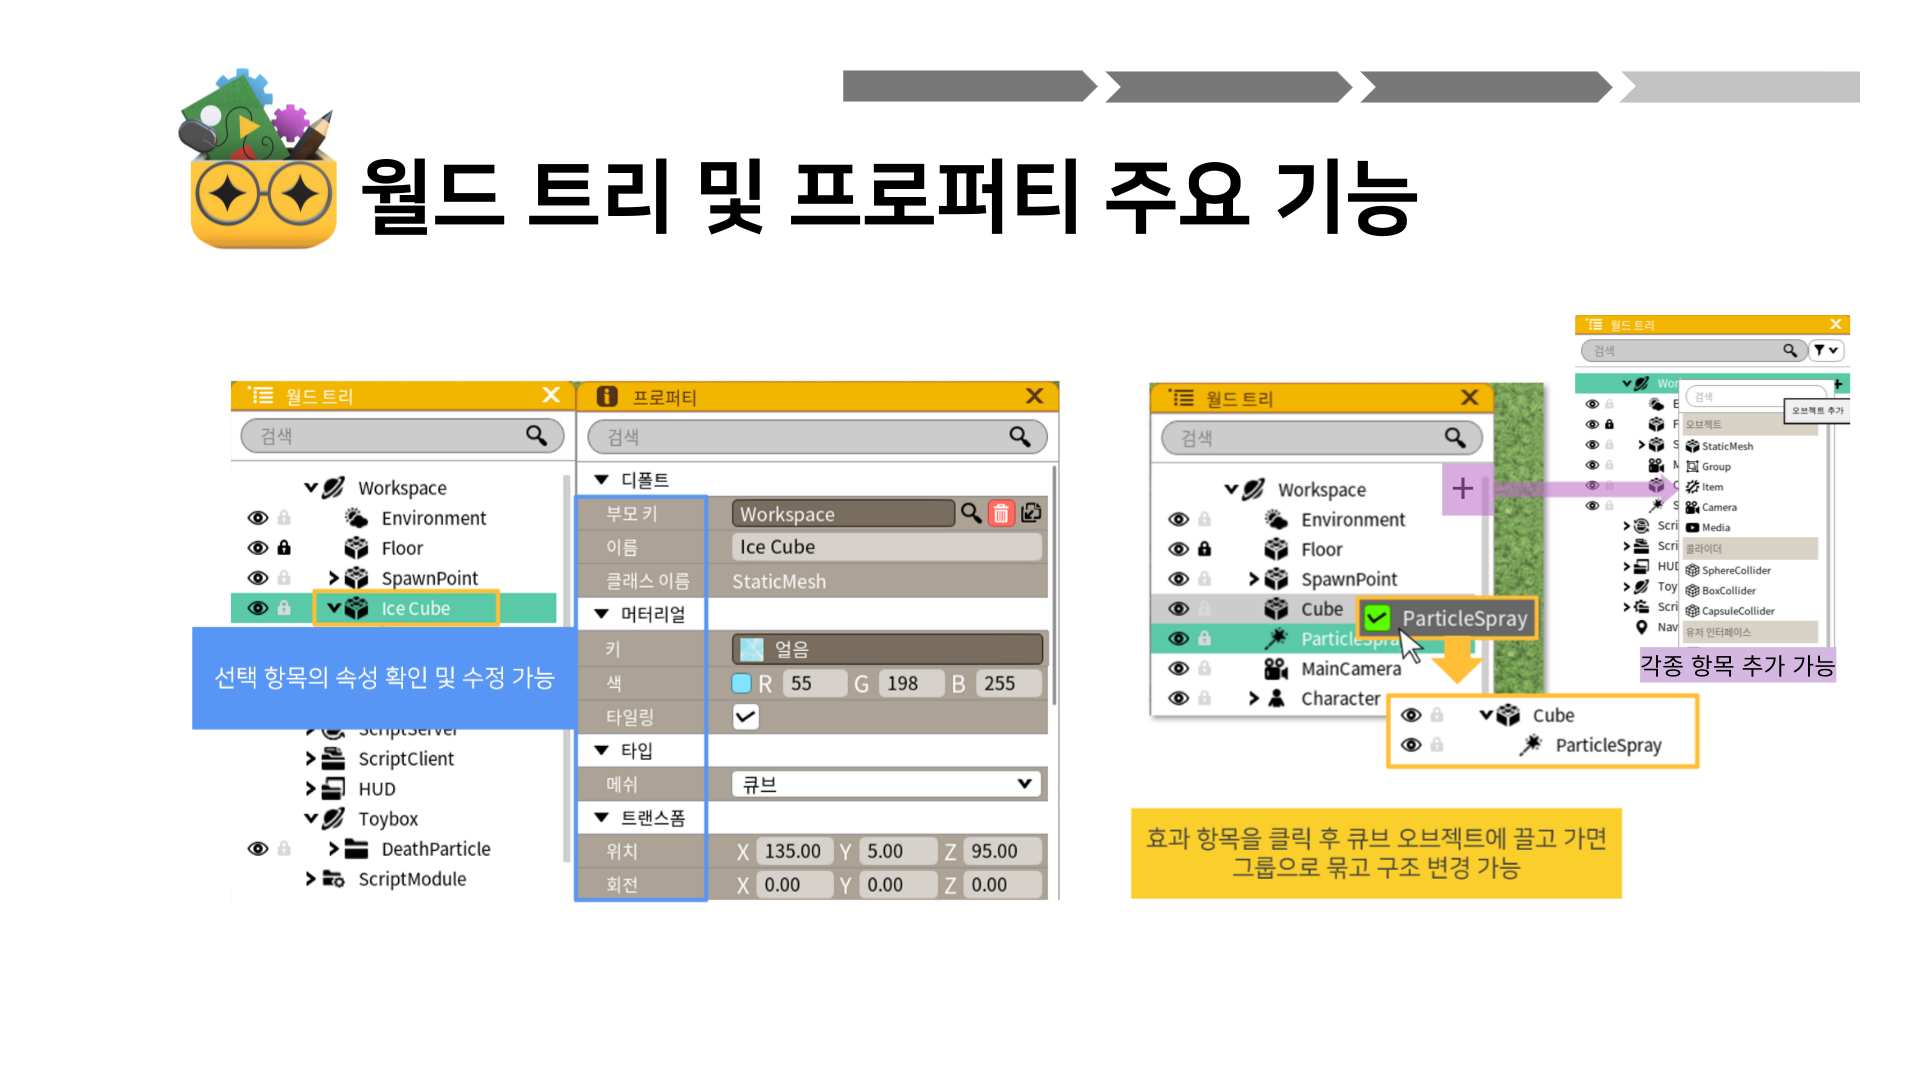 월드 트리 및 프로퍼티 주요 기능
월드 트리
검색
Workspace
Environment
Floor
SpawnPoint
Ice Cube
선택 항목의 속성 확인 및 수정 가능
ScriptServer
ScriptClient
HUD
Toybox
DeathParticle
ScriptModule
프로퍼티
검색
디폴트
부모 키 Workspace
이름 Ice Cube
클래스 이름 StaticMesh
머터리얼
키 얼음
색 R 55 G 198 B 255
타일링
타입
메쉬 큐브
트랜스폼
위치 X 135.00 Y 5.00 Z 95.00
회전 X 0.00 Y 0.00 Z 0.00
월드 트리
검색
Workspace +
Environment
Floor
SpawnPoint
Cube
ParticleSpray
ParticleSpra
MainCamera
Character
Cube
ParticleSpray
효과 항목을 클릭 후 큐브 오브젝트에 끌고 가면
그룹으로 묶고 구조 변경 가능
월드 트리
검색
Wor
+
검색
오브젝트 추가
오브젝트
StaticMesh
Group
Item
Camera
Media
콜라이더
SphereCollider
BoxCollider
CapsuleCollider
유저 인터페이스
E
F
S
M
C
S
Scri
Scri
HUD
Toy
Scri
Nav
각종 항목 추가 가능